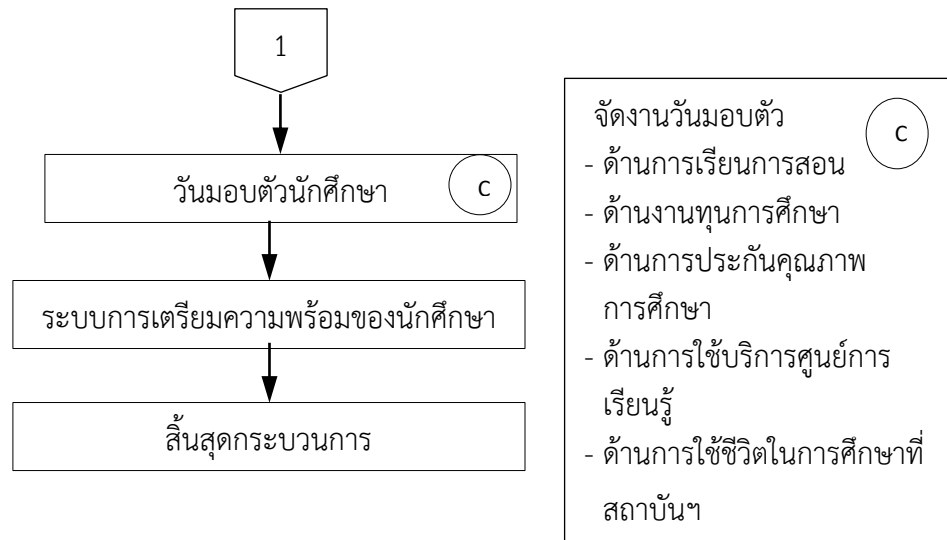 1
วันมอบตัวนักศึกษา
C
ระบบการเตรียมความพร้อมของนักศึกษา
สิ้นสุดกระบวนการ
จัดงานวันมอบตัว
C
- ด้านการเรียนการสอน
- ด้านงานทุนการศึกษา
- ด้านการประกันคุณภาพ
การศึกษา
- ด้านการใช้บริการศูนย์การ
เรียนรู้
- ด้านการใช้ชีวิตในการศึกษาที่
สถาบันฯ